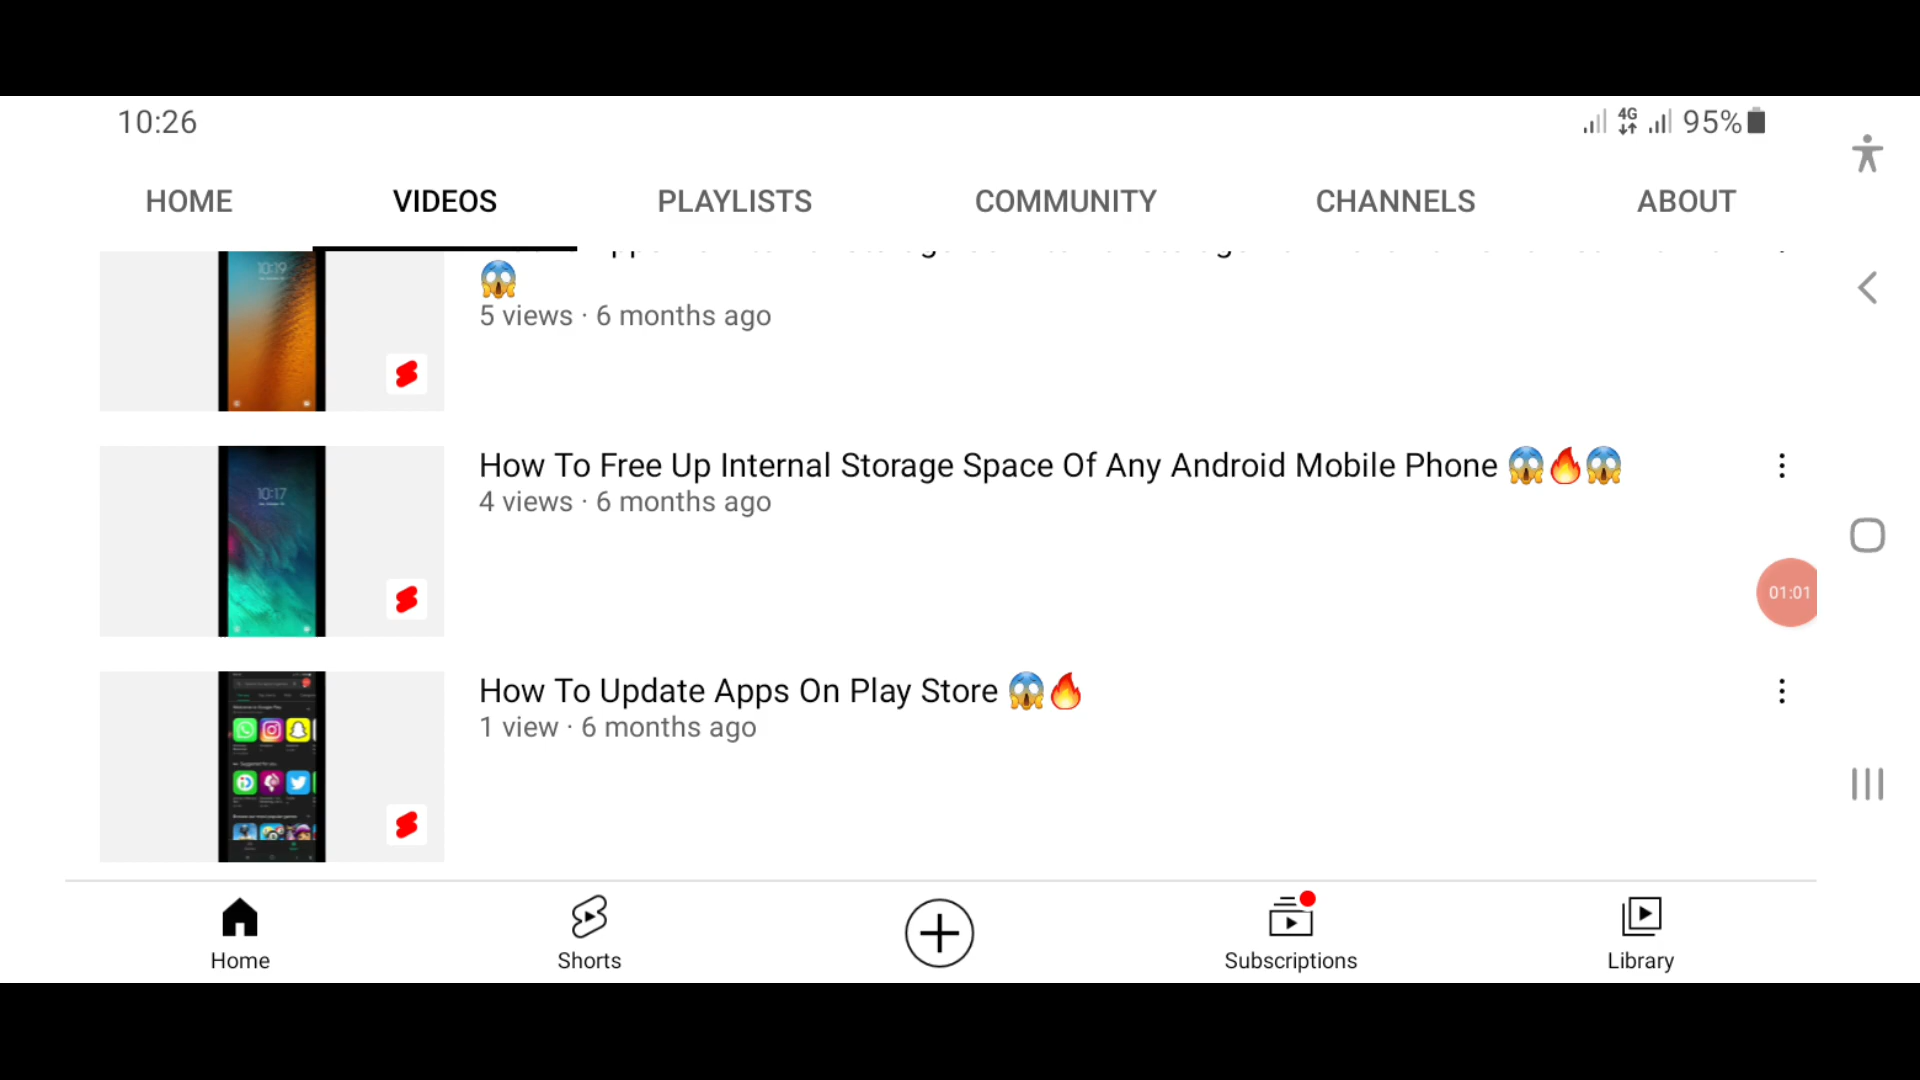 10:26
4G
95%
HOME
VIDEOS
PLAYLISTS
COMMUNITY
CHANNELS
ABOUT
10:19
😱
5 views · 6 months ago
10:17
How To Free Up Internal Storage Space Of Any Android Mobile Phone 😱🔥😱
4 views · 6 months ago
01:01
How To Update Apps On Play Store 😱🔥
1 view · 6 months ago
Home
Shorts
Subscriptions
Library